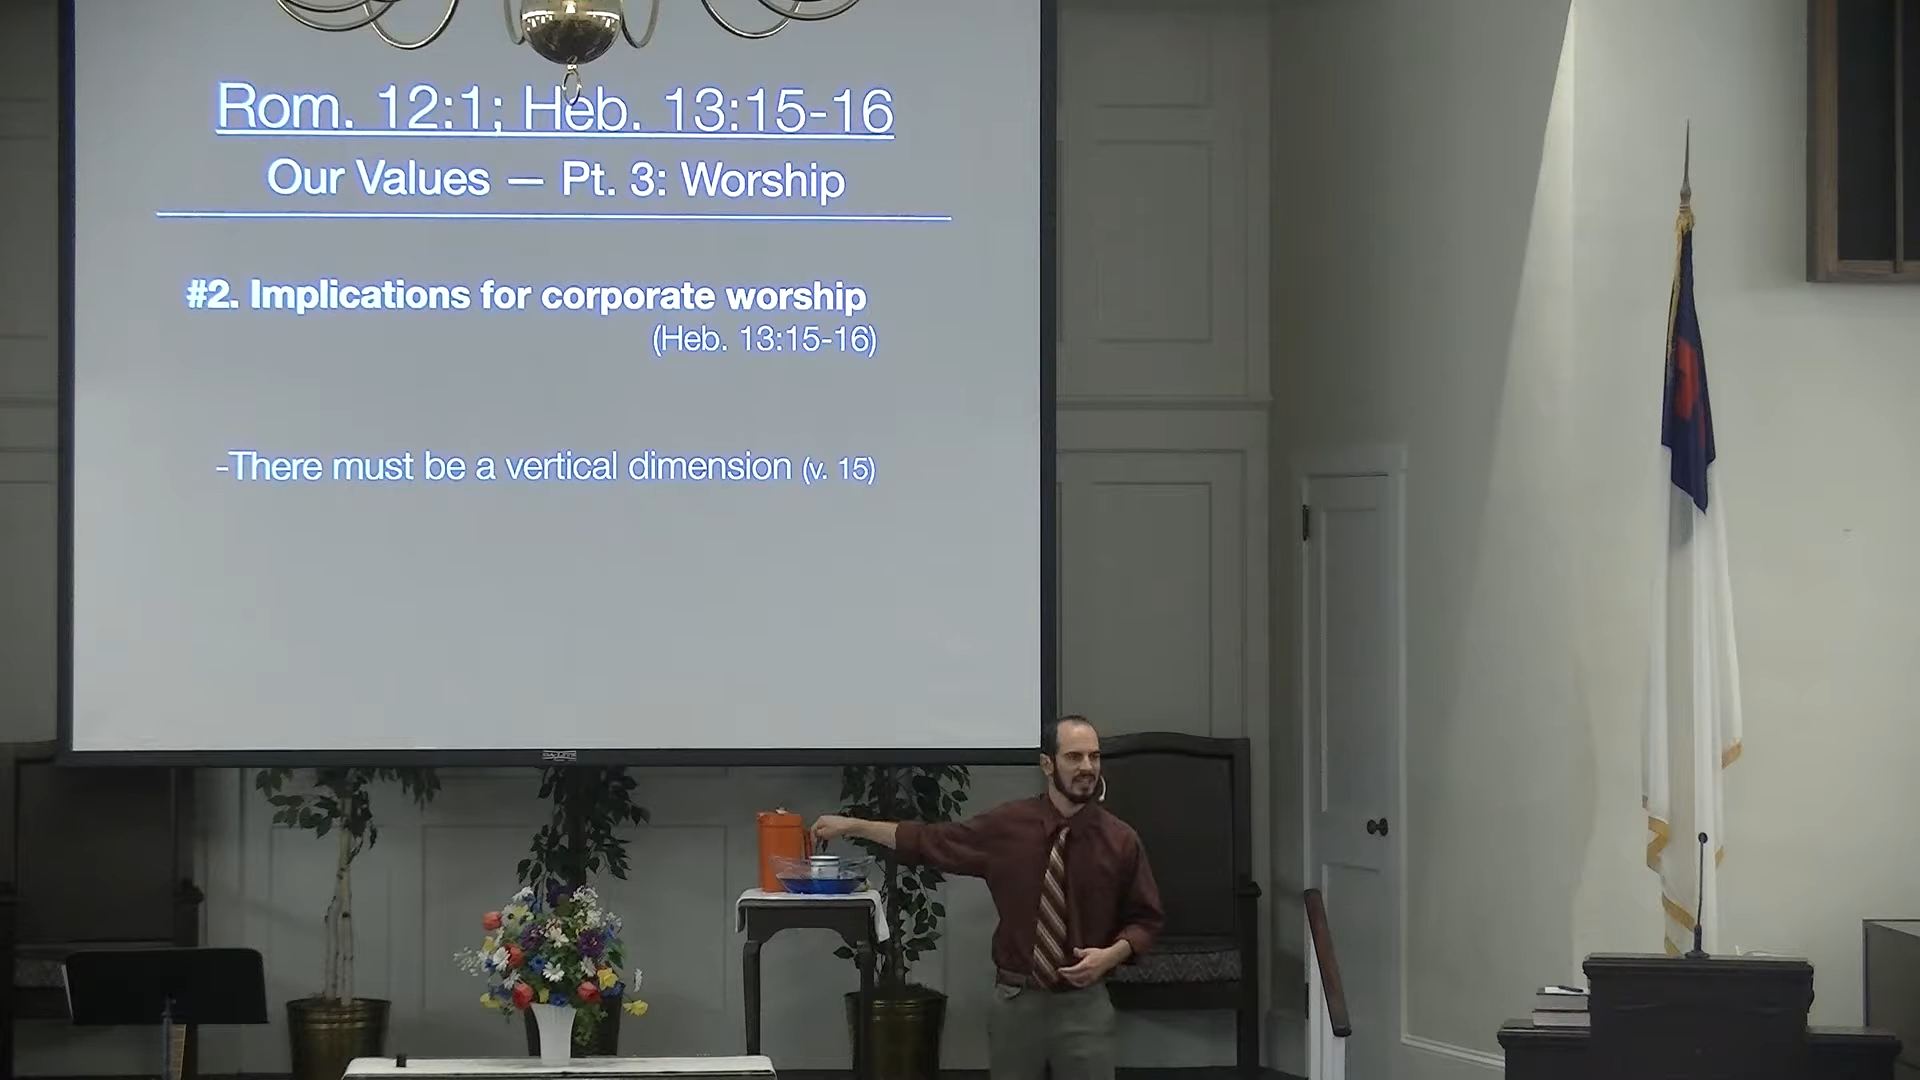 Rom. 12:1; Heb. 13:15-16
Our Values — Pt. 3: Worship
#2. Implications for corporate worship
(Heb. 13:15-16)
-There must be a vertical dimension (v. 15)